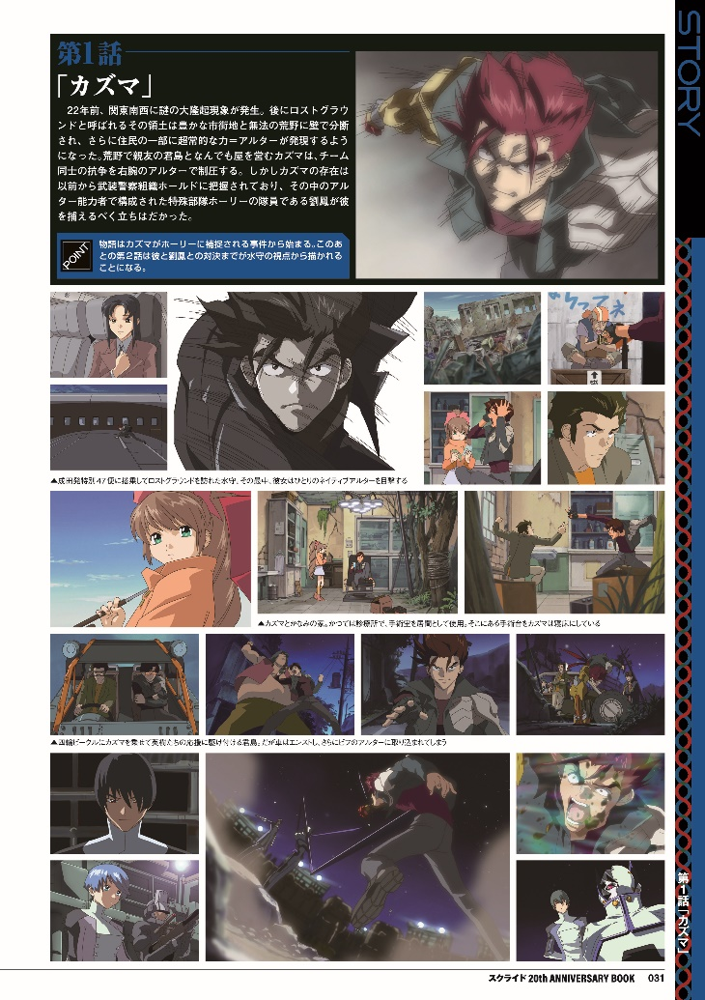 STORY
第1話
「カズマ」
22年前、関東南西に謎の大隆起現象が発生。後にロストグラウ
ンドと呼ばれるその領土は豊かな市街地と無法の荒野に壁で分断
され、さらに住民の一部に超常的な力＝アルターが発現するよう
になった。荒野で親友の君島となんでも屋を営むカズマは、チーム
同士の抗争を右腕のアルターで制圧する。しかしカズマの存在は
以前から武装警察組織ホールドに把握されており、その中のアル
ター能力者で構成された特殊部隊ホーリーの隊員である劉鳳が彼
を捕えるべく立ちはだかった。
POINT
物語はカズマがホーリーに捕捉される事件から始まる。このあ
との第2話は彼と劉鳳との対決までが水守の視点から描かれる
ことになる。
▲成田発特別47便に搭乗してロストグラウンドを訪れた水守。その最中、彼女はひとりのネイティブアルターを目撃する
▲カズマとかなみの家。かつては診療所で、手術室を居間として使用。そこにある手術台をカズマは寝床にしている
▲四輪ビークルにカズマを乗せて英樹たちの応援に駆け付ける君島。だが車はエンストし、さらにビフのアルターに取り込まれてしまう
第1話「カズマ」
スクライド 20th ANNIVERSARY BOOK 031